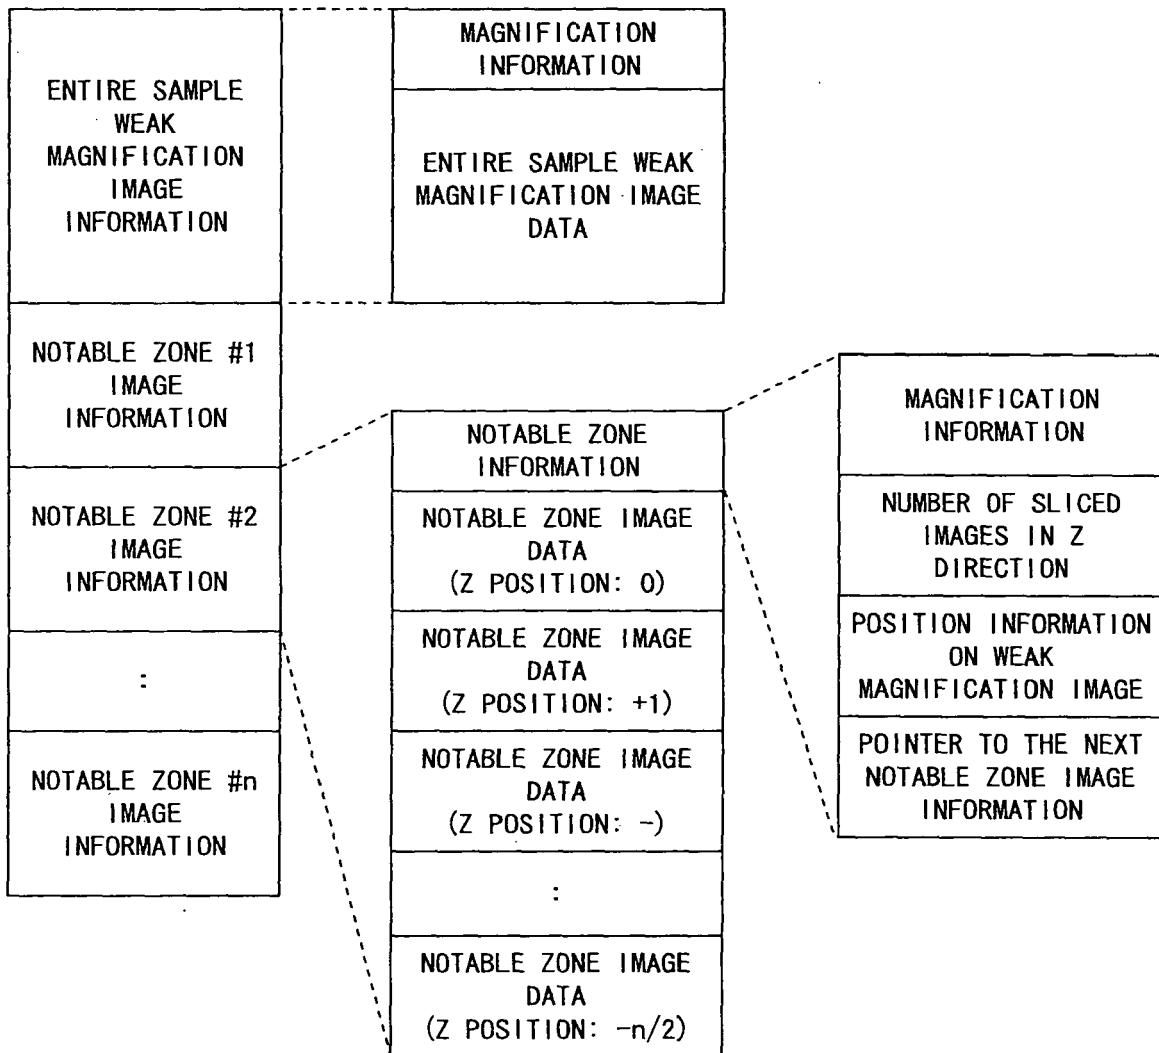 ENTIRE SAMPLE
WEAK
MAGNIFICATION
IMAGE
INFORMATION
NOTABLE ZONE #1
IMAGE
INFORMATION
NOTABLE ZONE #2
IMAGE
INFORMATION
:
NOTABLE ZONE #n
IMAGE
INFORMATION
MAGNIFICATION
INFORMATION
ENTIRE SAMPLE WEAK
MAGNIFICATION IMAGE
DATA
NOTABLE ZONE
INFORMATION
NOTABLE ZONE IMAGE
DATA
(Z POSITION: 0)
NOTABLE ZONE IMAGE
DATA
(Z POSITION: +1)
NOTABLE ZONE IMAGE
DATA
(Z POSITION: -)
:
NOTABLE ZONE IMAGE
DATA
(Z POSITION: -n/2)
MAGNIFICATION
INFORMATION
NUMBER OF SLICED
IMAGES IN Z
DIRECTION
POSITION INFORMATION
ON WEAK
MAGNIFICATION IMAGE
POINTER TO THE NEXT
NOTABLE ZONE IMAGE
INFORMATION